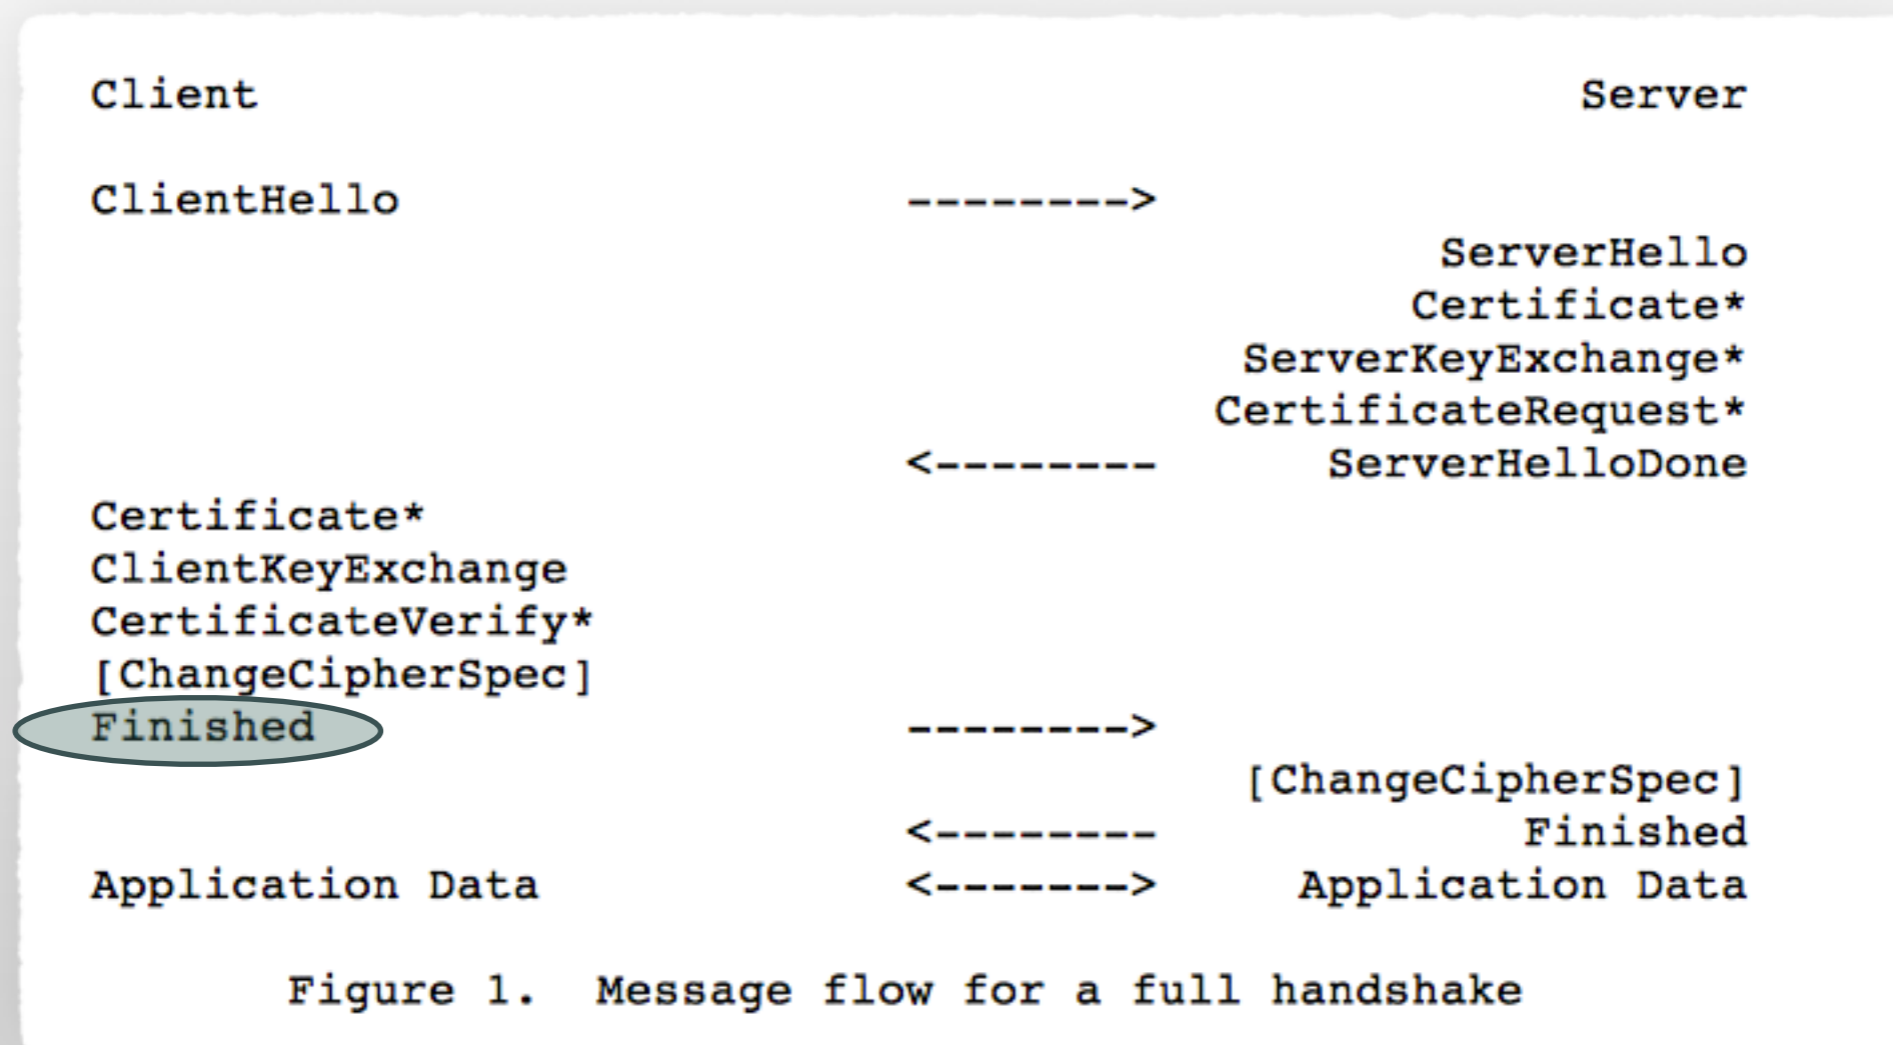 Client Server
ClientHello -------->
ServerHello
Certificate*
ServerKeyExchange*
CertificateRequest*
<-------- ServerHelloDone
Certificate*
ClientKeyExchange
CertificateVerify*
[ChangeCipherSpec]
Finished -------->
[ChangeCipherSpec]
<-------- Finished
Application Data <-------> Application Data
Figure 1. Message flow for a full handshake